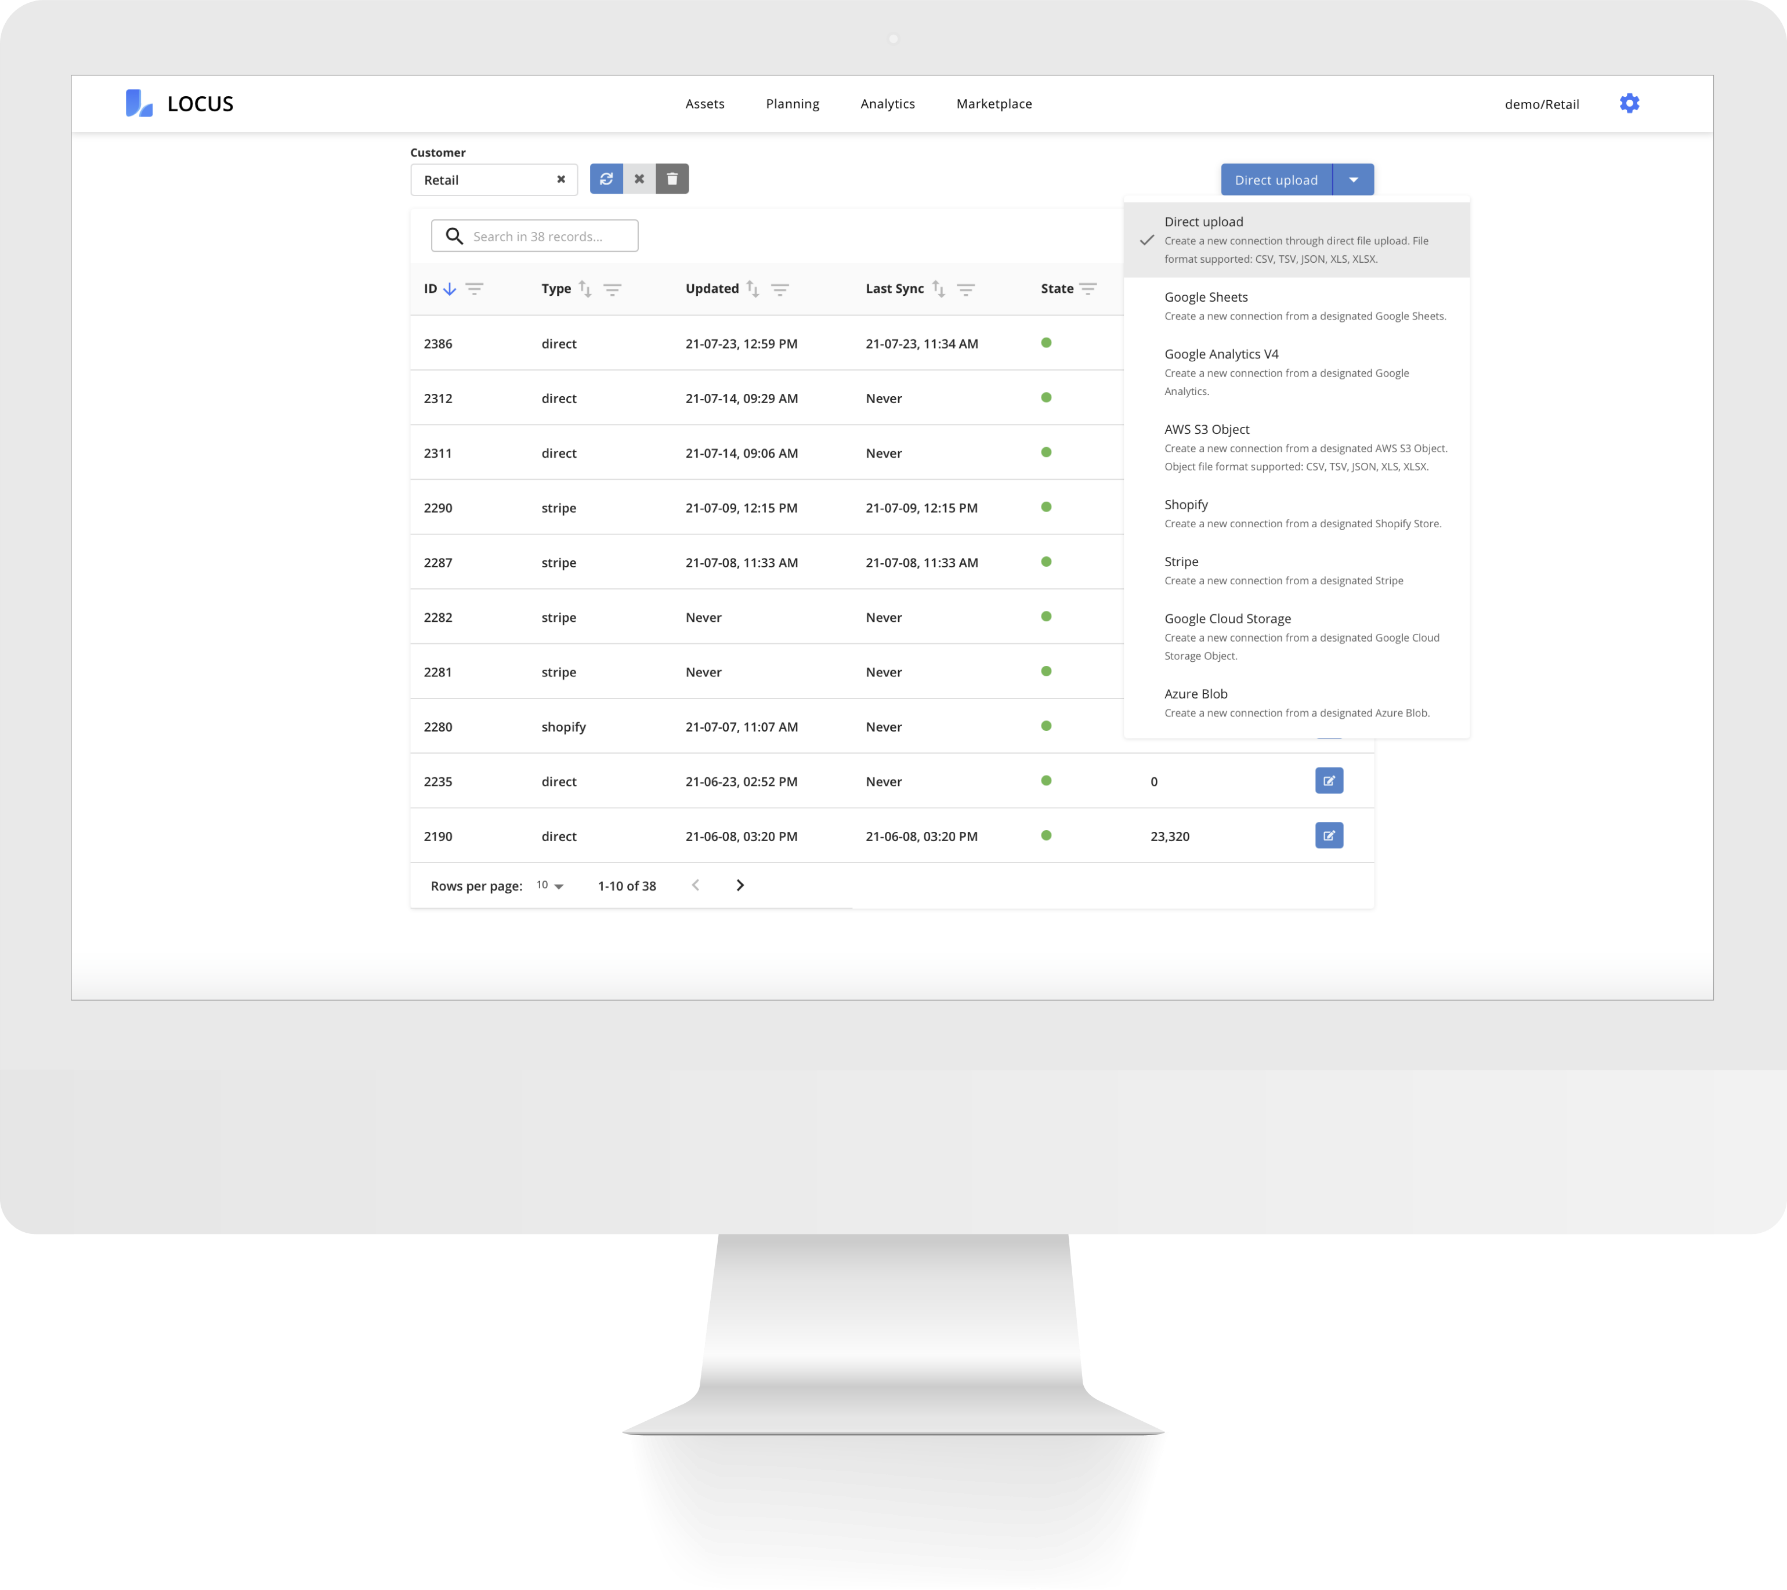 LOCUS
Assets Planning Analytics Marketplace
demo/Retail
Customer
Retail
Direct upload
Search in 38 records...
ID Type Updated Last Sync State
2386 direct 21-07-23, 12:59 PM 21-07-23, 11:34 AM
2312 direct 21-07-14, 09:29 AM Never
2311 direct 21-07-14, 09:06 AM Never
2290 stripe 21-07-09, 12:15 PM 21-07-09, 12:15 PM
2287 stripe 21-07-08, 11:33 AM 21-07-08, 11:33 AM
2282 stripe Never Never
2281 stripe Never Never
2280 shopify 21-07-07, 11:07 AM Never
2235 direct 21-06-23, 02:52 PM Never 0
2190 direct 21-06-08, 03:20 PM 21-06-08, 03:20 PM 23,320
Rows per page: 10 1-10 of 38
Direct upload
Create a new connection through direct file upload. File
format supported: CSV, TSV, JSON, XLS, XLSX.
Google Sheets
Create a new connection from a designated Google Sheets.
Google Analytics V4
Create a new connection from a designated Google
Analytics.
AWS S3 Object
Create a new connection from a designated AWS S3 Object.
Object file format supported: CSV, TSV, JSON, XLS, XLSX.
Shopify
Create a new connection from a designated Shopify Store.
Stripe
Create a new connection from a designated Stripe
Google Cloud Storage
Create a new connection from a designated Google Cloud
Storage Object.
Azure Blob
Create a new connection from a designated Azure Blob.